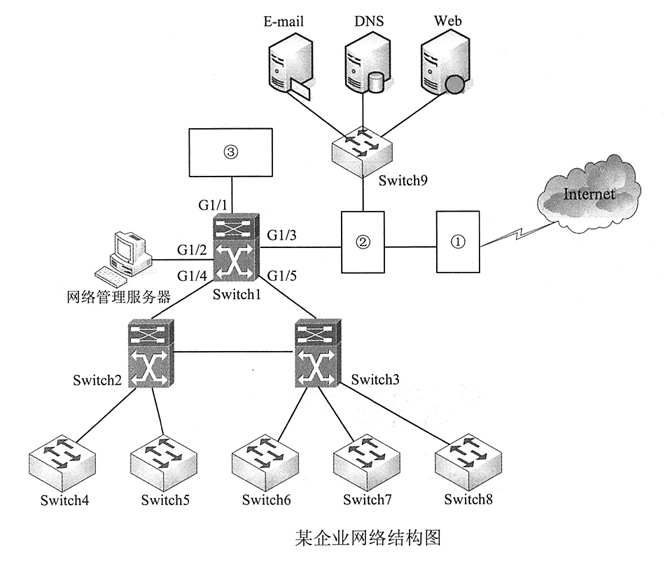 E-mail DNS Web
③
Switch9
Internet
G1/1
② ①
G1/3
G1/2
网络管理服务器
G1/4 G1/5
Switch1
Switch2 Switch3
Switch4 Switch5 Switch6 Switch7 Switch8
某企业网络结构图